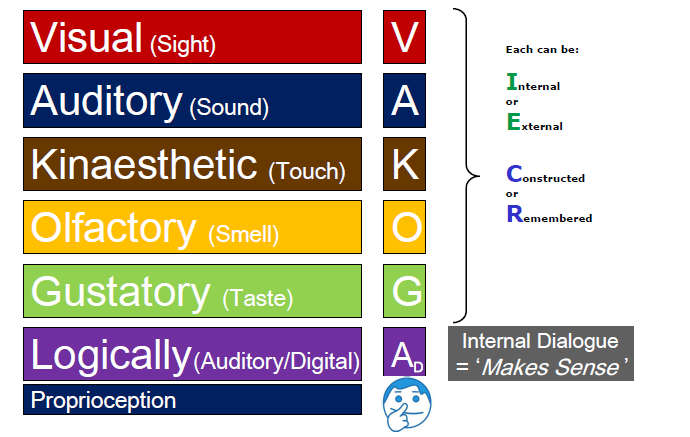 Visual (Sight) V
Auditory (Sound) A
Kinaesthetic (Touch) K
Olfactory (Smell) O
Gustatory (Taste) G
Logically(Auditory/Digital) AD
Proprioception
Each can be:
Internal
or
External
Constructed
or
Remembered
Internal Dialogue
= ‘Makes Sense’